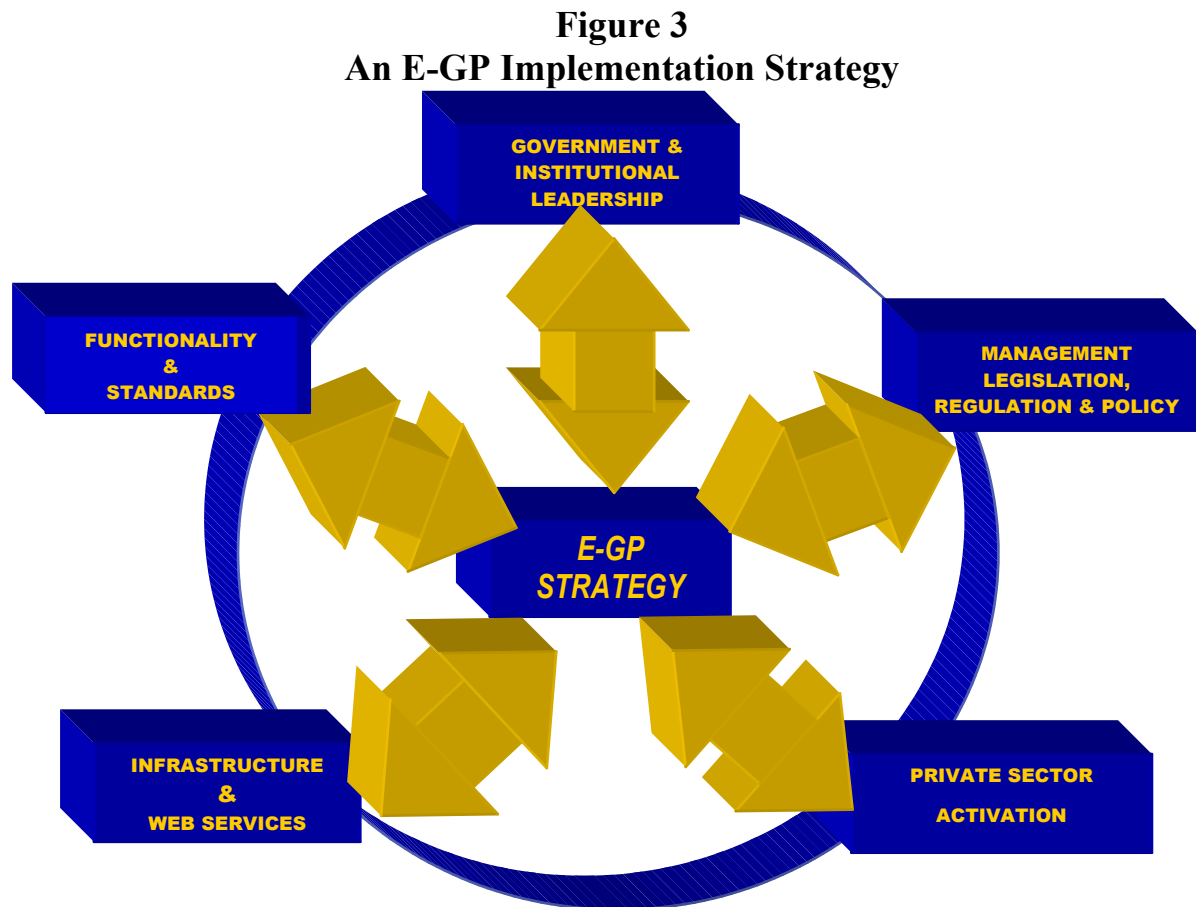 Figure 3
An E-GP Implementation Strategy
GOVERNMENT &
INSTITUTIONAL
LEADERSHIP
FUNCTIONALITY
&
STANDARDS
MANAGEMENT
LEGISLATION,
REGULATION & POLICY
E-GP
STRATEGY
INFRASTRUCTURE
&
WEB SERVICES
PRIVATE SECTOR
ACTIVATION